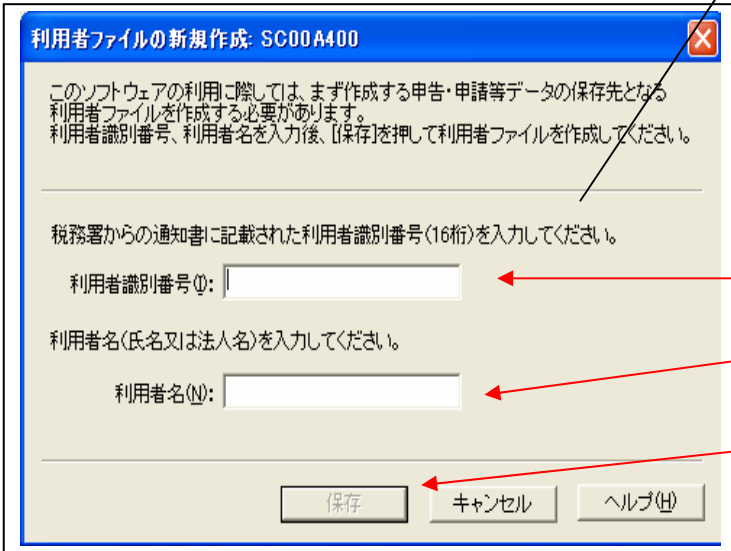 利用者ファイルの新規作成: SC00A400
このソフトウェアの利用に際しては、まず作成する申告・申請等データの保存先となる
利用者ファイルを作成する必要があります。
利用者識別番号、利用者名を入力後、[保存]を押して利用者ファイルを作成してください。
税務署からの通知書に記載された利用者識別番号(16桁)を入力してください。
利用者識別番号(I):
利用者名(氏名又は法人名)を入力してください。
利用者名(N):
保存 キャンセル ヘルプ(H)